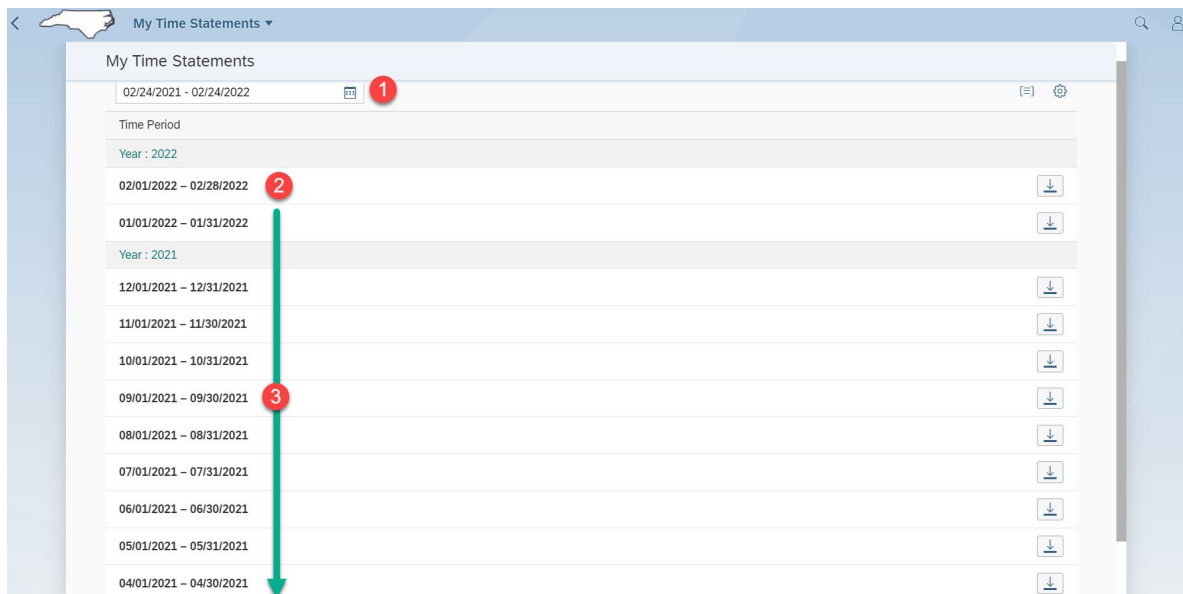 My Time Statements
My Time Statements
02/24/2021 - 02/24/2022 1
Time Period
Year : 2022
02/01/2022 – 02/28/2022 2
01/01/2022 – 01/31/2022
Year : 2021
12/01/2021 – 12/31/2021
11/01/2021 – 11/30/2021
10/01/2021 – 10/31/2021
09/01/2021 – 09/30/2021 3
08/01/2021 – 08/31/2021
07/01/2021 – 07/31/2021
06/01/2021 – 06/30/2021
05/01/2021 – 05/31/2021
04/01/2021 – 04/30/2021